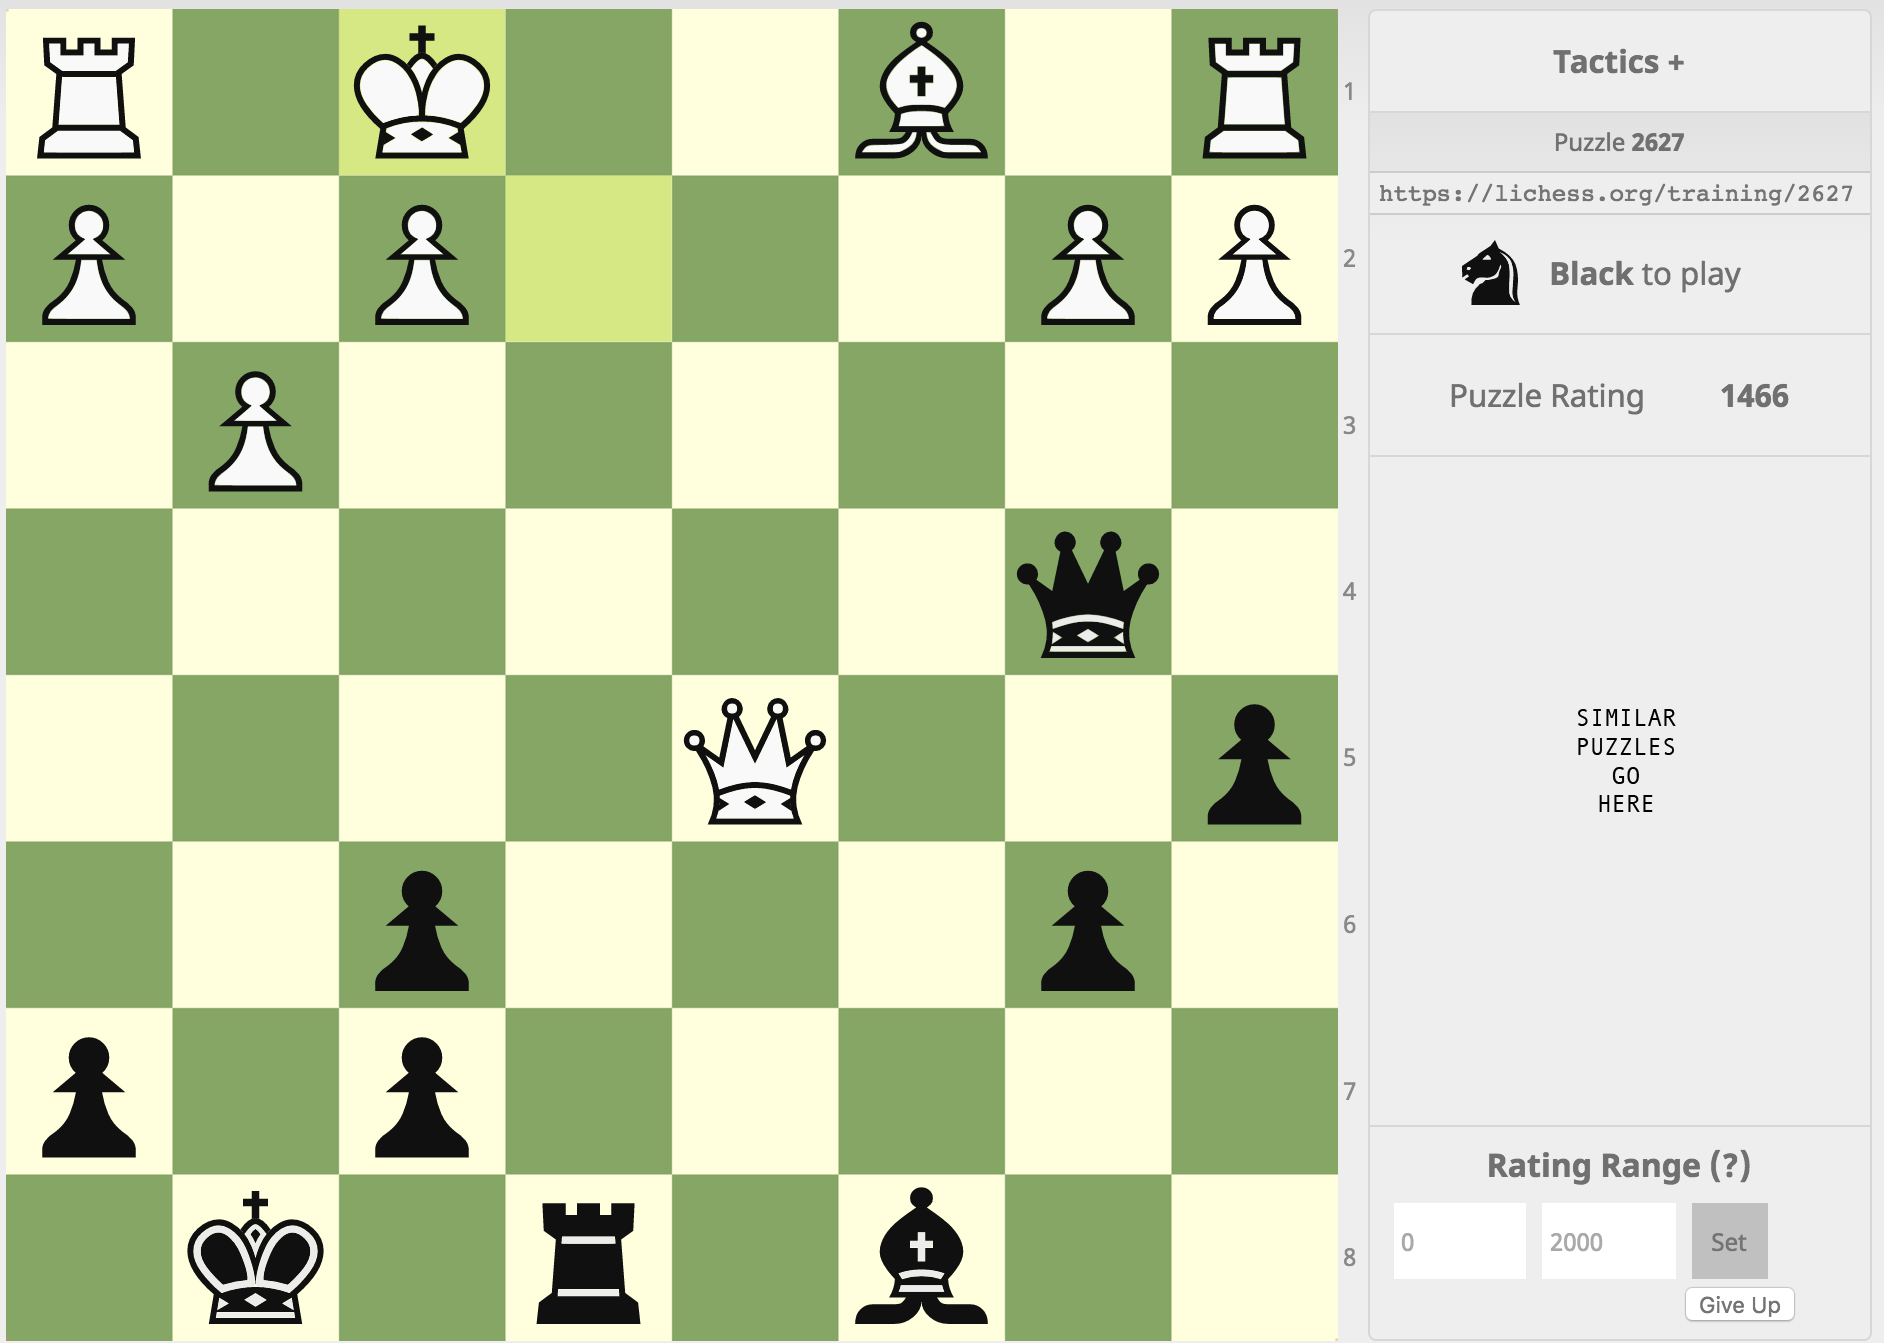 1
2
3
4
5
6
7
8
Tactics +
Puzzle 2627
https://lichess.org/training/2627
Black to play
Puzzle Rating 1466
SIMILAR
PUZZLES
GO
HERE
Rating Range (?)
0 2000 Set
Give Up